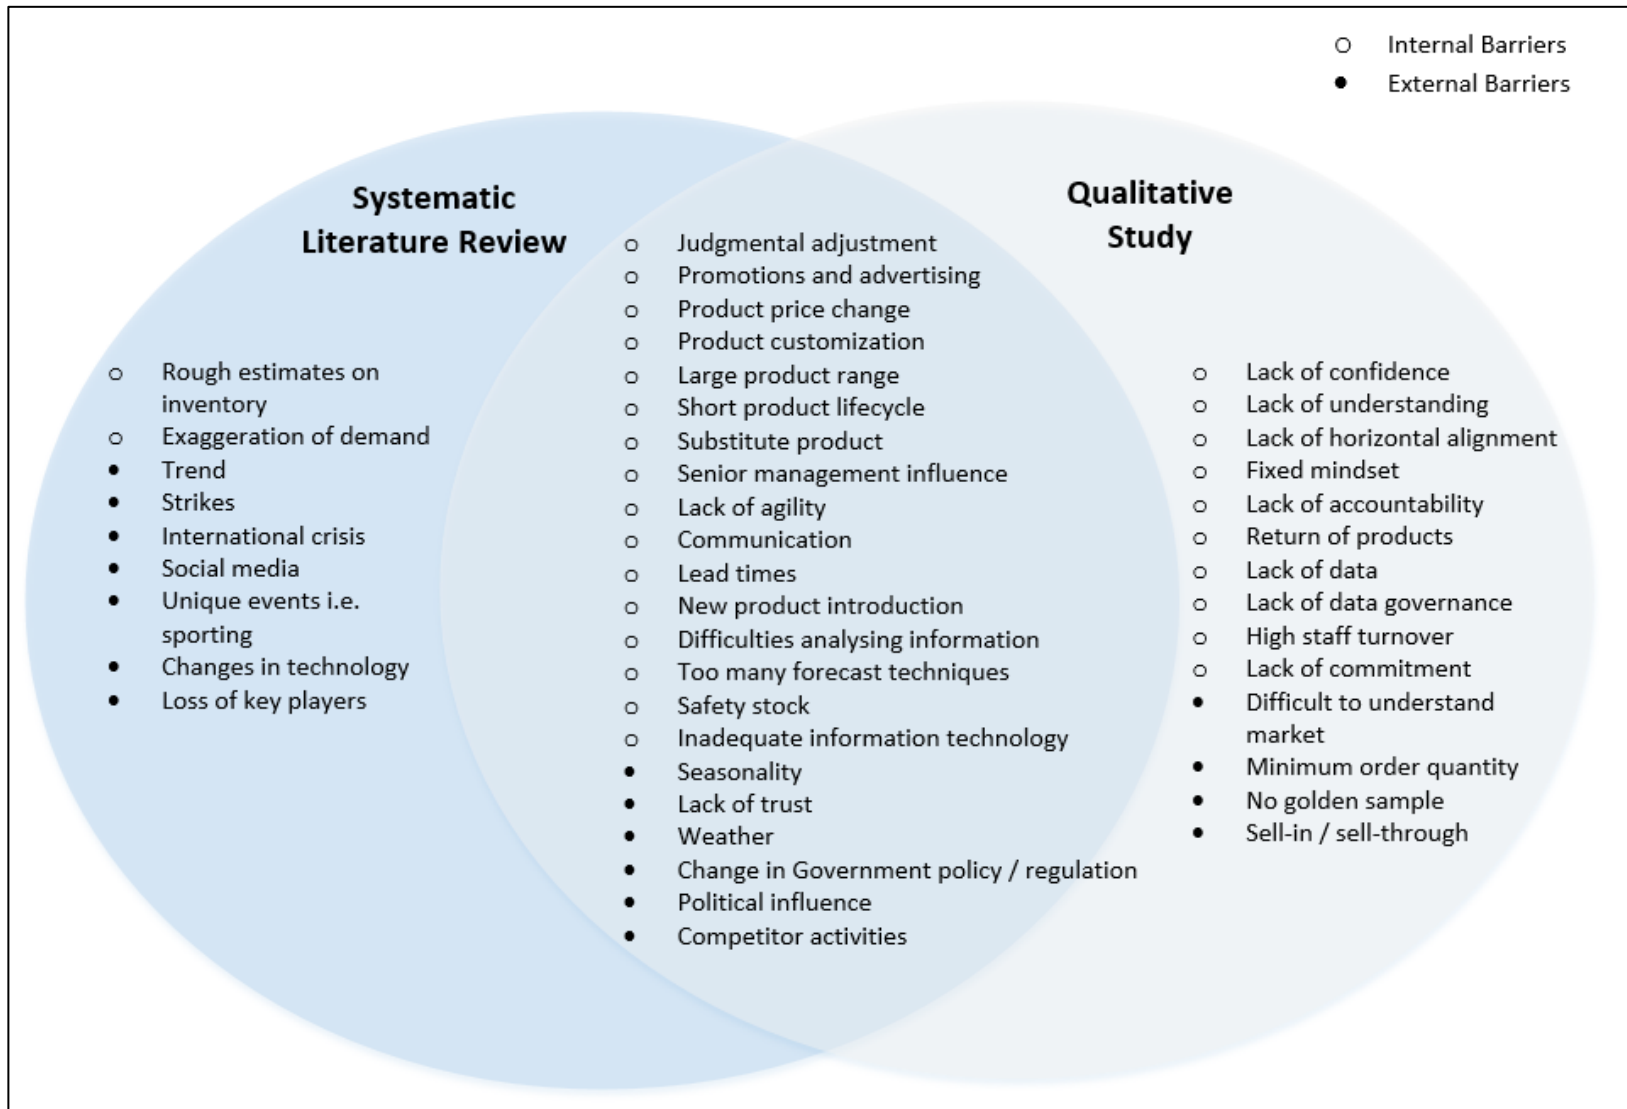 ○ Internal Barriers
● External Barriers
Systematic
Literature Review
○ Rough estimates on
inventory
○ Exaggeration of demand
● Trend
● Strikes
● International crisis
● Social media
● Unique events i.e.
sporting
● Changes in technology
● Loss of key players
○ Judgmental adjustment
○ Promotions and advertising
○ Product price change
○ Product customization
○ Large product range
○ Short product lifecycle
○ Substitute product
○ Senior management influence
○ Lack of agility
○ Communication
○ Lead times
○ New product introduction
○ Difficulties analysing information
○ Too many forecast techniques
○ Safety stock
○ Inadequate information technology
● Seasonality
● Lack of trust
● Weather
● Change in Government policy / regulation
● Political influence
● Competitor activities
Qualitative
Study
○ Lack of confidence
○ Lack of understanding
○ Lack of horizontal alignment
○ Fixed mindset
○ Lack of accountability
○ Return of products
○ Lack of data
○ Lack of data governance
○ High staff turnover
○ Lack of commitment
● Difficult to understand
market
● Minimum order quantity
● No golden sample
● Sell-in / sell-through